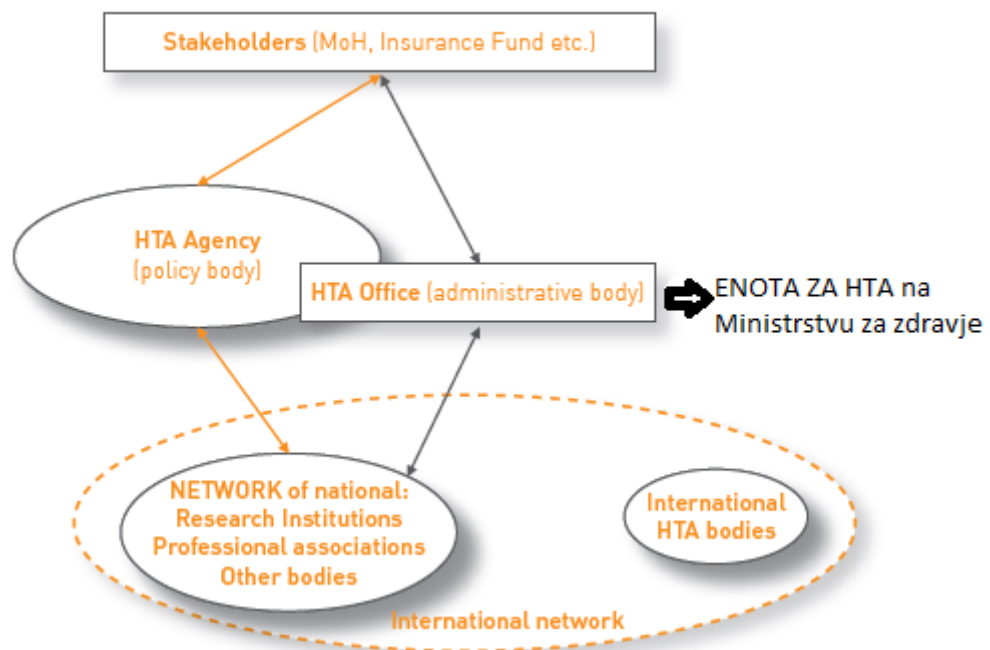 Stakeholders (MoH, Insurance Fund etc.)
HTA Agency
(policy body)
HTA Office (administrative body)
ENOTA ZA HTA na
Ministrstvu za zdravje
NETWORK of national:
Research Institutions
Professional associations
Other bodies
International
HTA bodies
International network